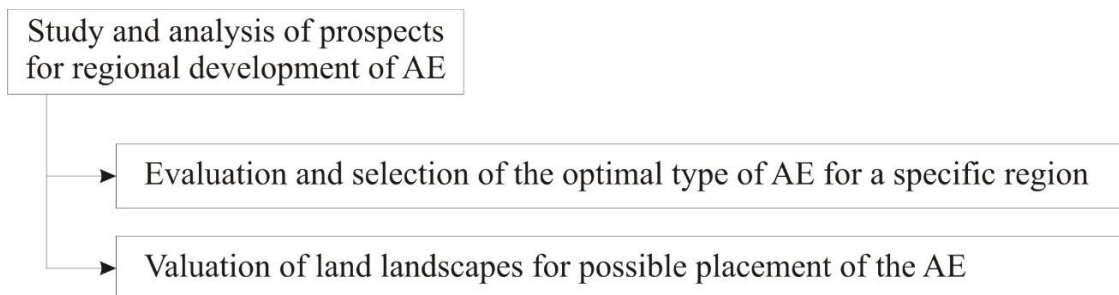 Study and analysis of prospects
for regional development of AE
Evaluation and selection of the optimal type of AE for a specific region
Valuation of land landscapes for possible placement of the AE